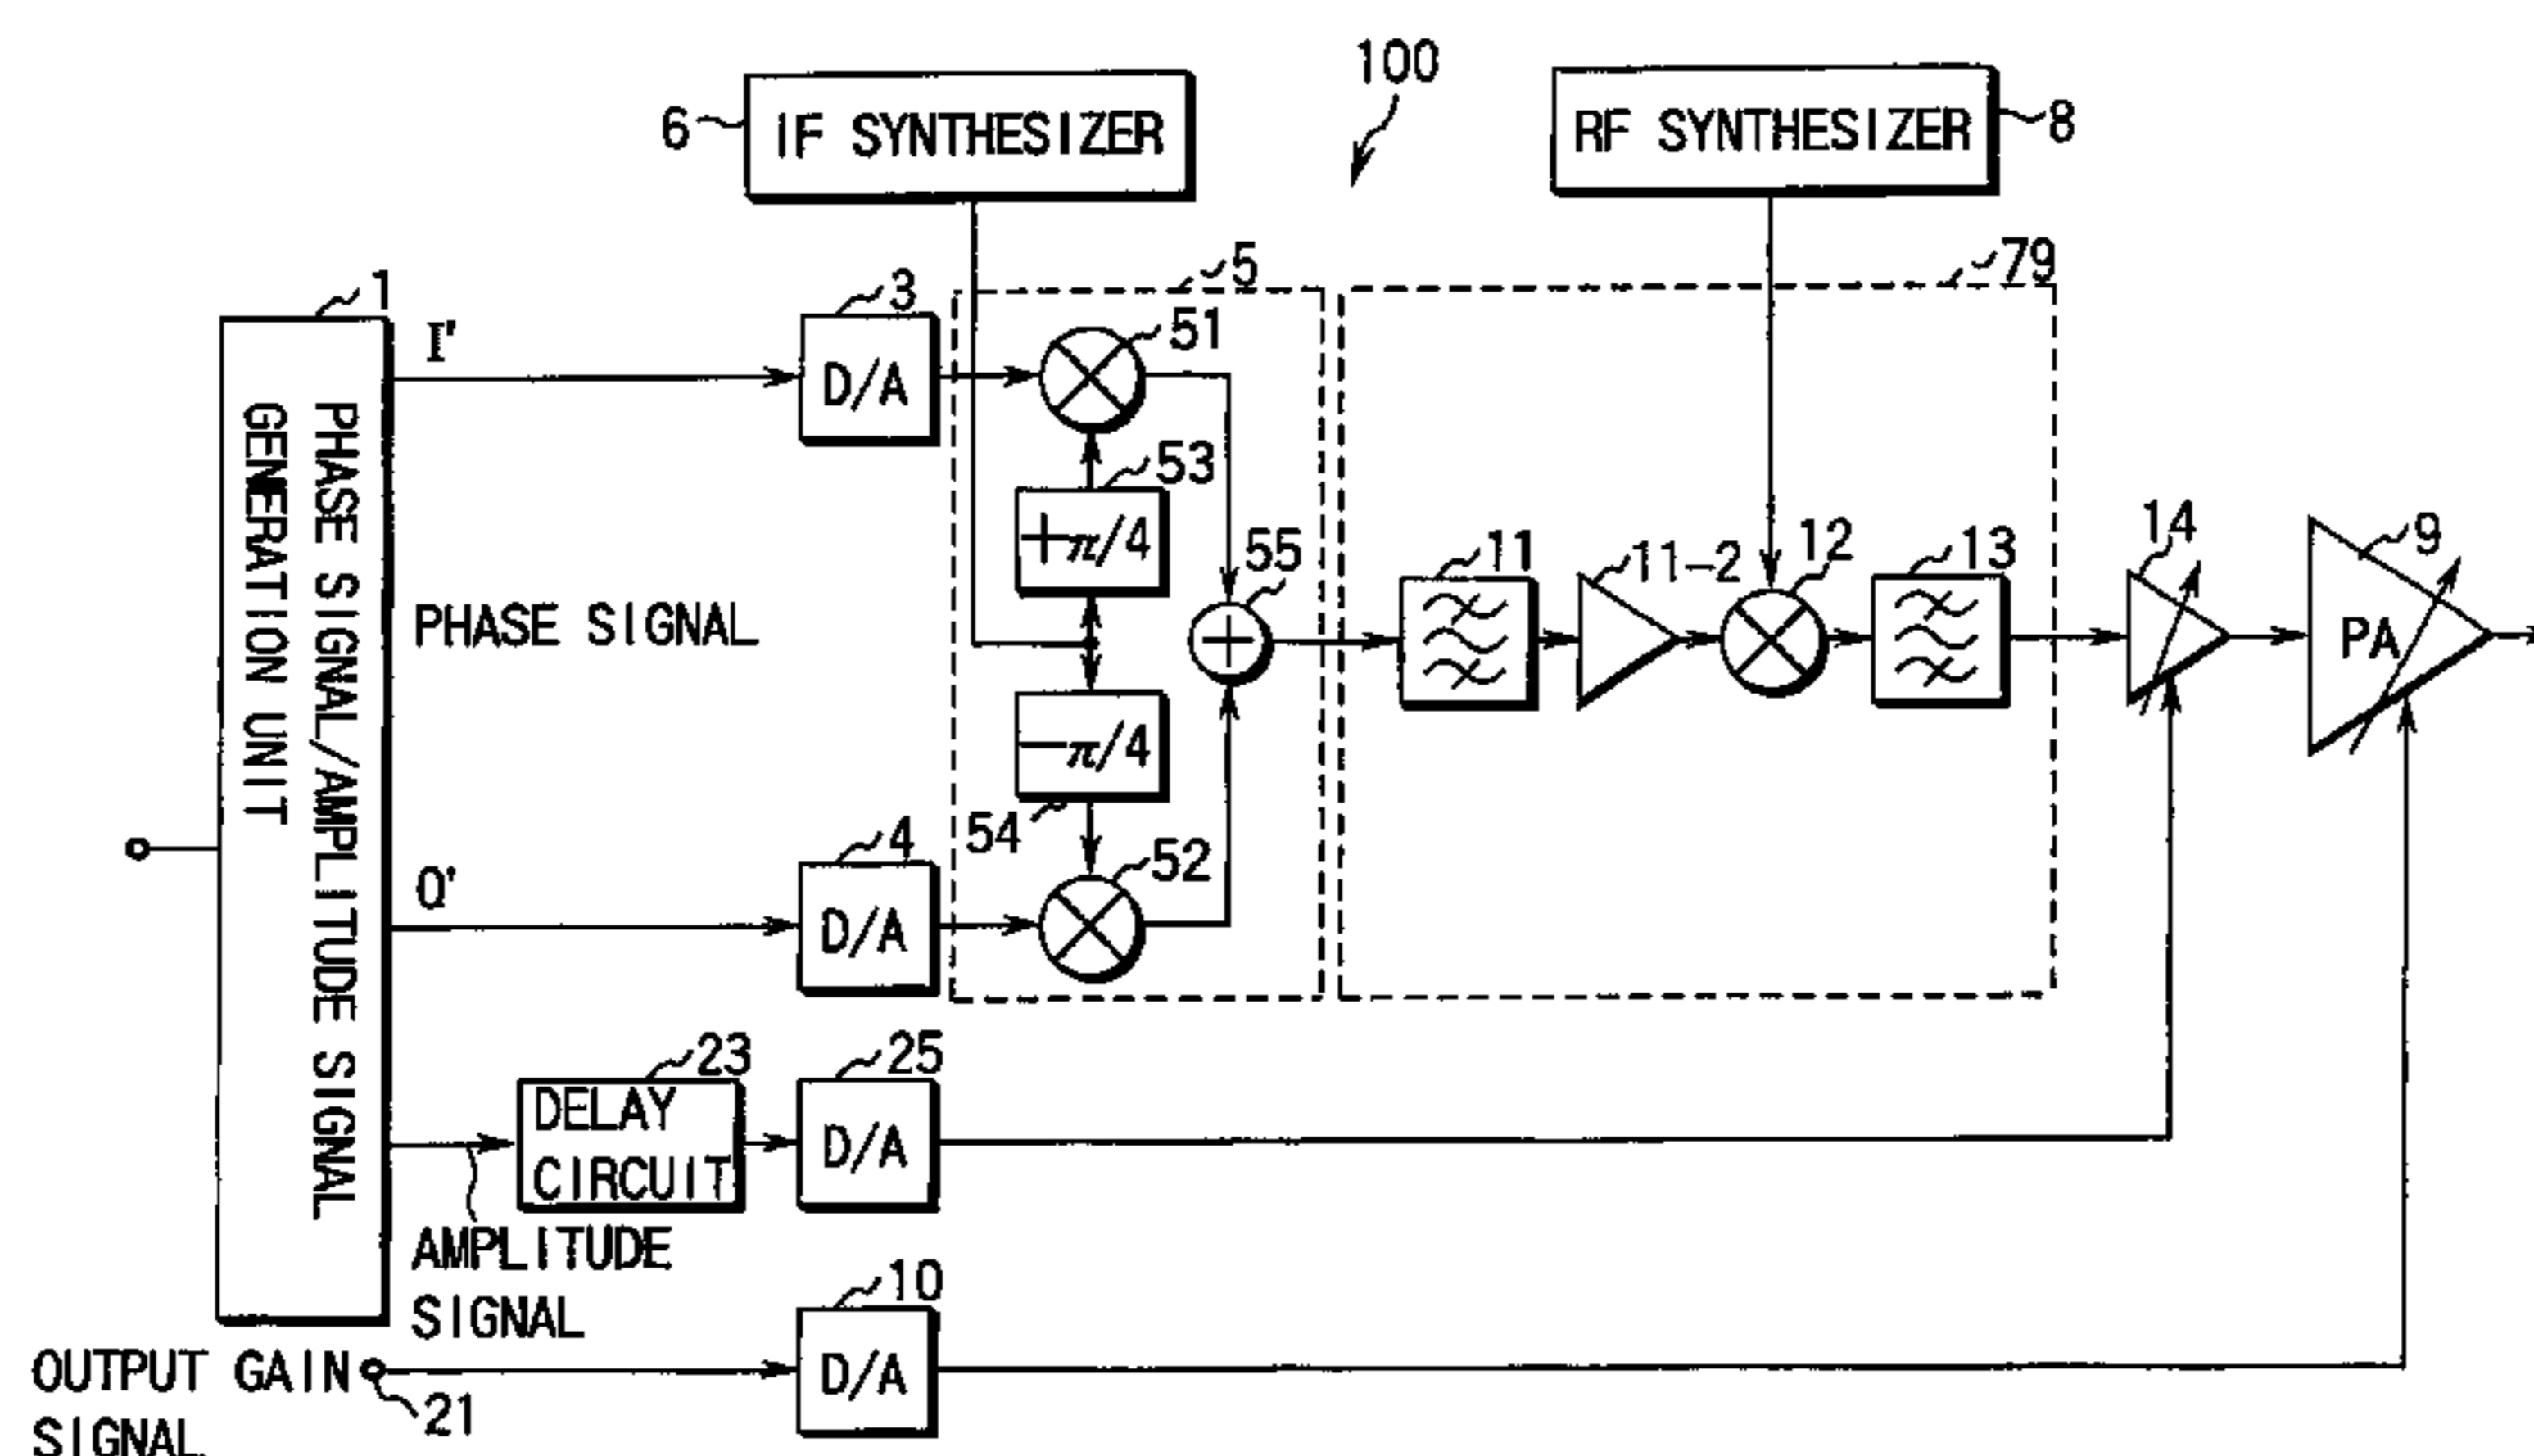 100
6
IF SYNTHESIZER
RF SYNTHESIZER
8
1
I'
3
D/A
5
51
79
PHASE SIGNAL/AMPLITUDE SIGNAL
GENERATION UNIT
53
+π/4
PHASE SIGNAL
55
11
11-2
12
13
14
9
PA
−π/4
54
Q'
4
D/A
52
23
DELAY
CIRCUIT
25
D/A
AMPLITUDE
SIGNAL
10
D/A
OUTPUT GAIN
SIGNAL
21